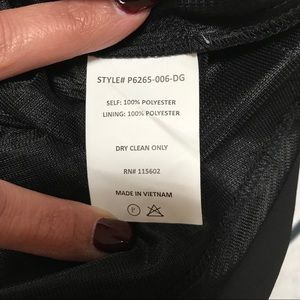 STYLE# P6265-006-DG
SELF: 100% POLYESTER
LINING: 100% POLYESTER
DRY CLEAN ONLY
RN# 115602
MADE IN VIETNAM
P